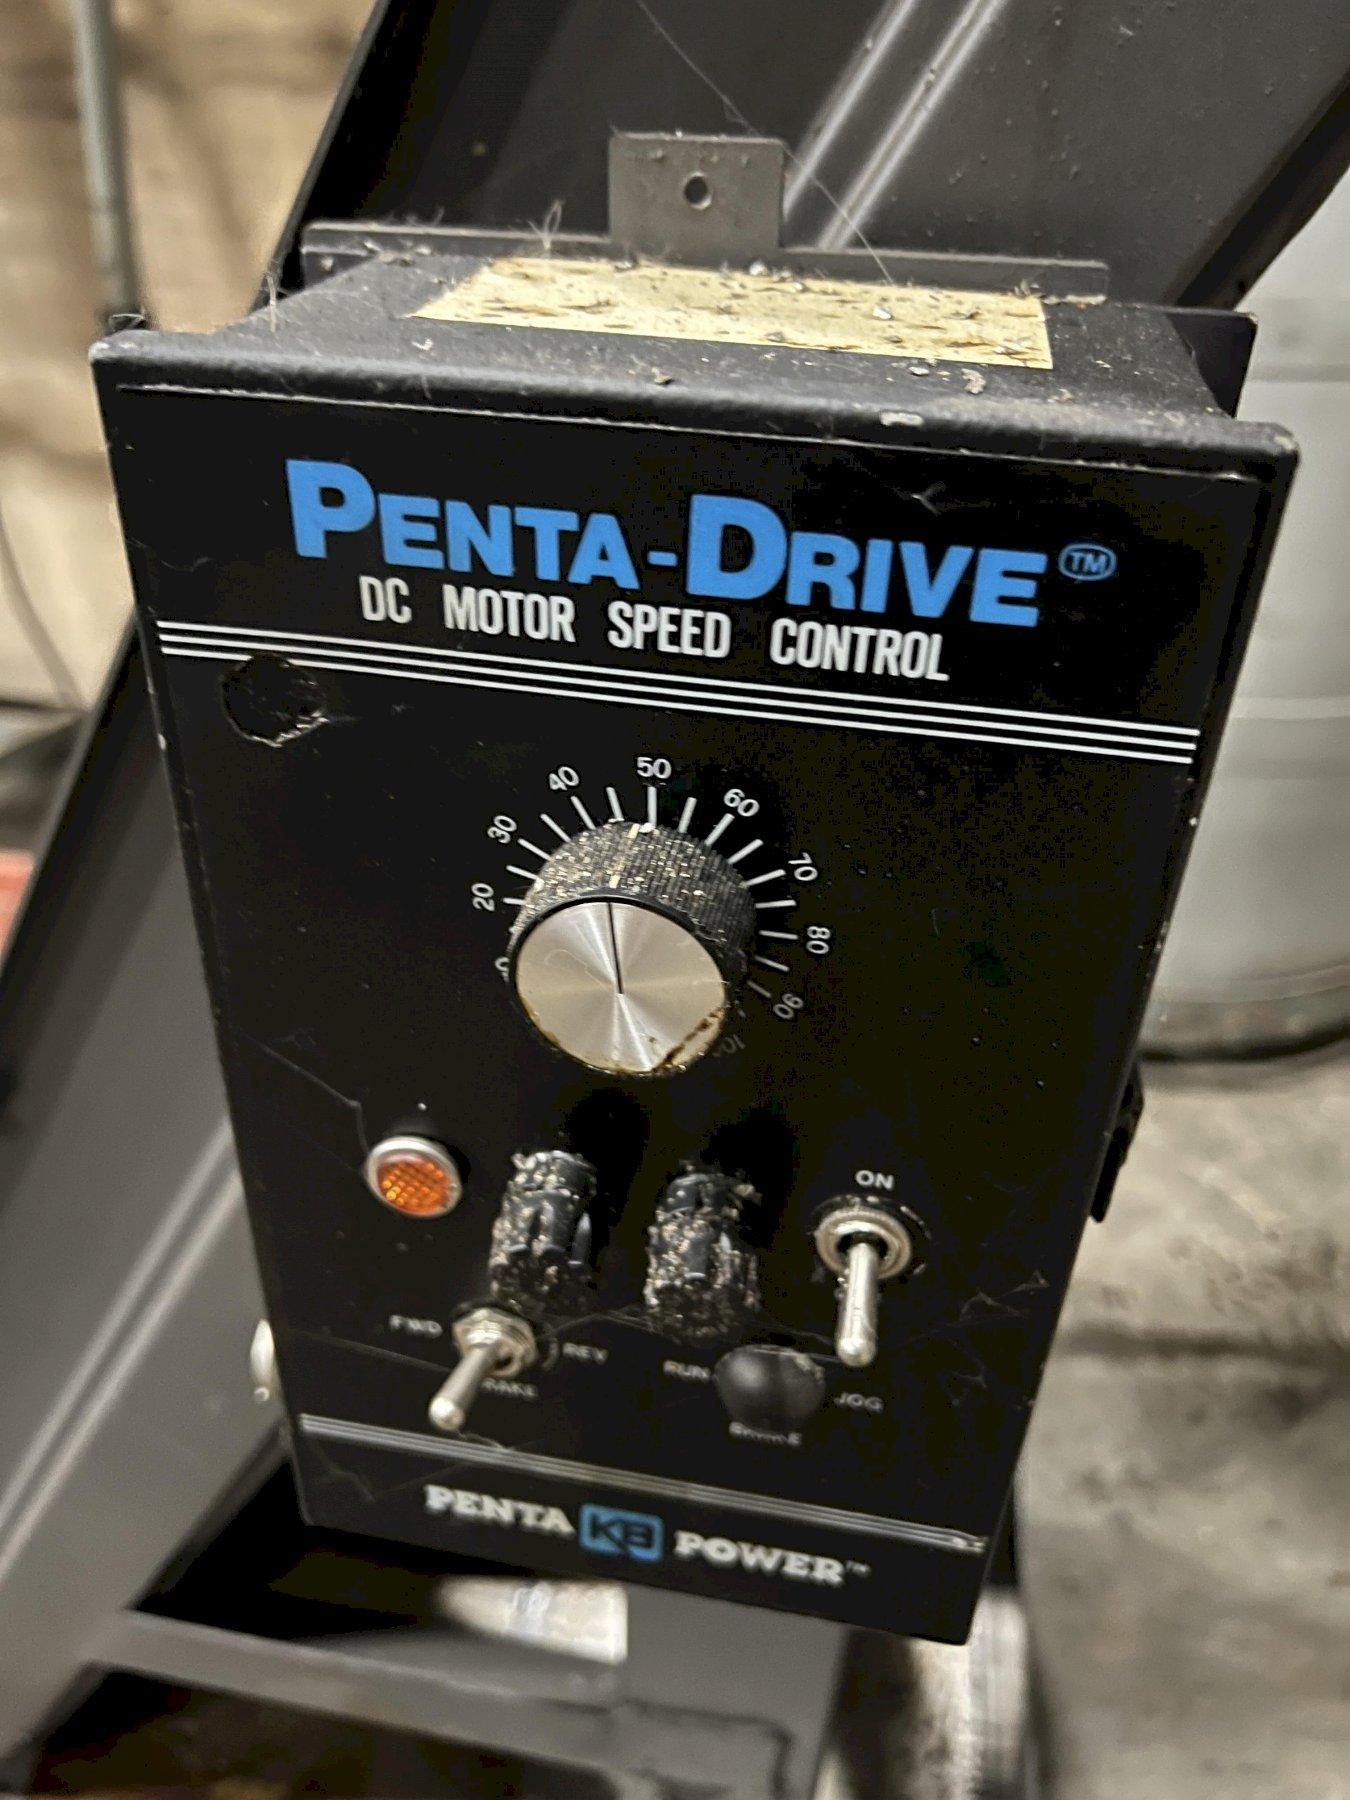 PENTA-DRIVE™
DC MOTOR SPEED CONTROL
50
40
60
30
70
20
80
90
ON
FWD
REV
RUN
JOG
PENTA KB POWER™